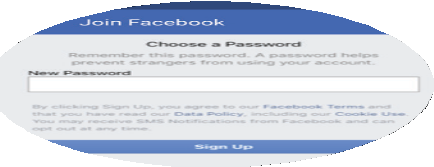 Join Facebook
Choose a Password
Remember this password. A password helps
prevent strangers from using your account.
New Password
By clicking Sign Up, you agree to our Facebook Terms and
that you have read our Data Policy, including our Cookie Use.
You may receive SMS Notifications from Facebook and can
opt out at any time.
Sign Up